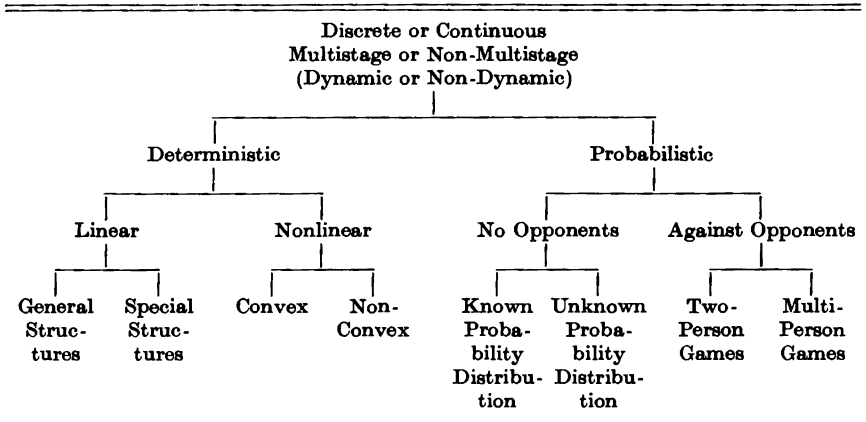 Discrete or Continuous
Multistage or Non-Multistage
(Dynamic or Non-Dynamic)
Deterministic
Probabilistic
Linear
Nonlinear
No Opponents
Against Opponents
General
Struc-
tures
Special
Struc-
tures
Convex
Non-
Convex
Known
Proba-
bility
Distribu-
tion
Unknown
Proba-
bility
Distribu-
tion
Two-
Person
Games
Multi-
Person
Games